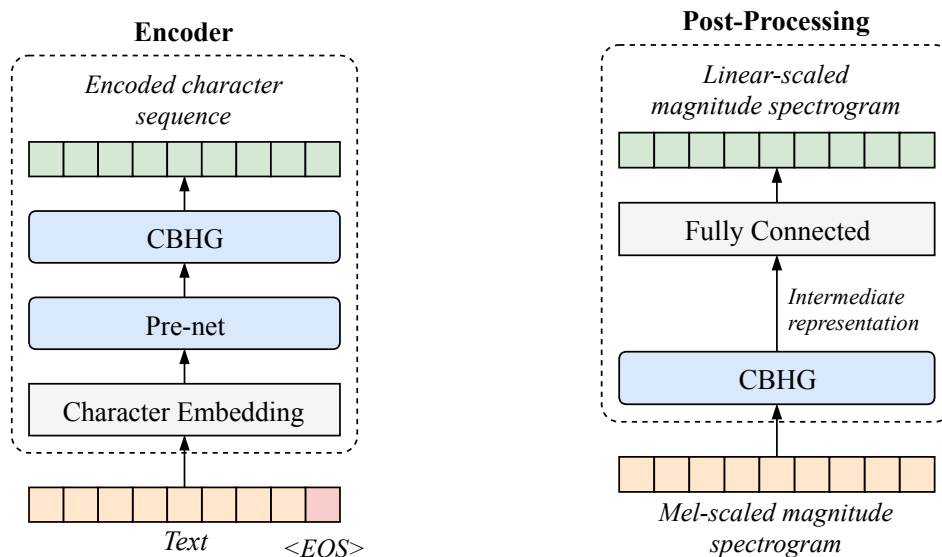 Encoder
Encoded character
sequence
CBHG
Pre-net
Character Embedding
Text
<EOS>
Post-Processing
Linear-scaled
magnitude spectrogram
Fully Connected
Intermediate
representation
CBHG
Mel-scaled magnitude
spectrogram